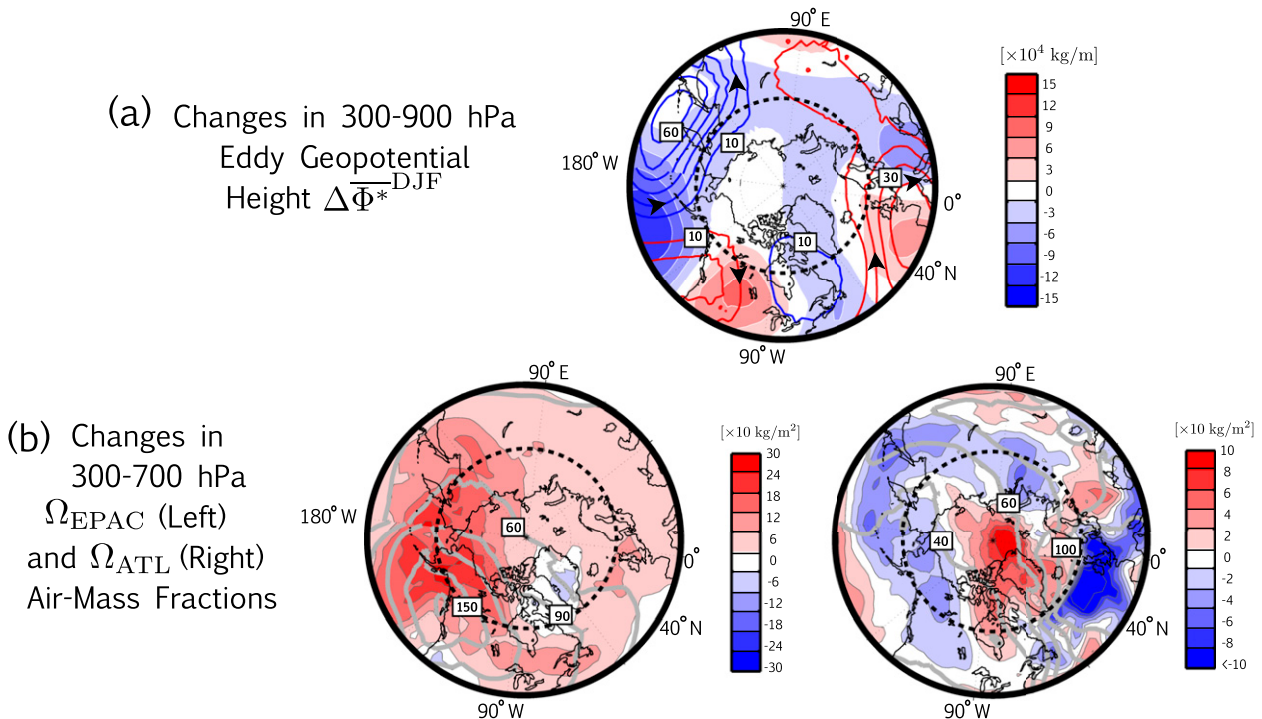 (a) Changes in 300-900 hPa
Eddy Geopotential
Height ΔΦ*‾ DJF
90° E
180° W
0°
40° N
90° W
60
10
30
10
10
[×10⁴ kg/m]
15
12
9
6
3
0
-3
-6
-9
-12
-15
(b) Changes in
300-700 hPa
Ω_EPAC (Left)
and Ω_ATL (Right)
Air-Mass Fractions
90° E
180° W
0°
40° N
90° W
60
150
90
[×10 kg/m²]
30
24
18
12
6
0
-6
-12
-18
-24
-30
90° E
0°
40° N
90° W
60
40
100
[×10 kg/m²]
10
8
6
4
2
0
-2
-4
-6
-8
<-10